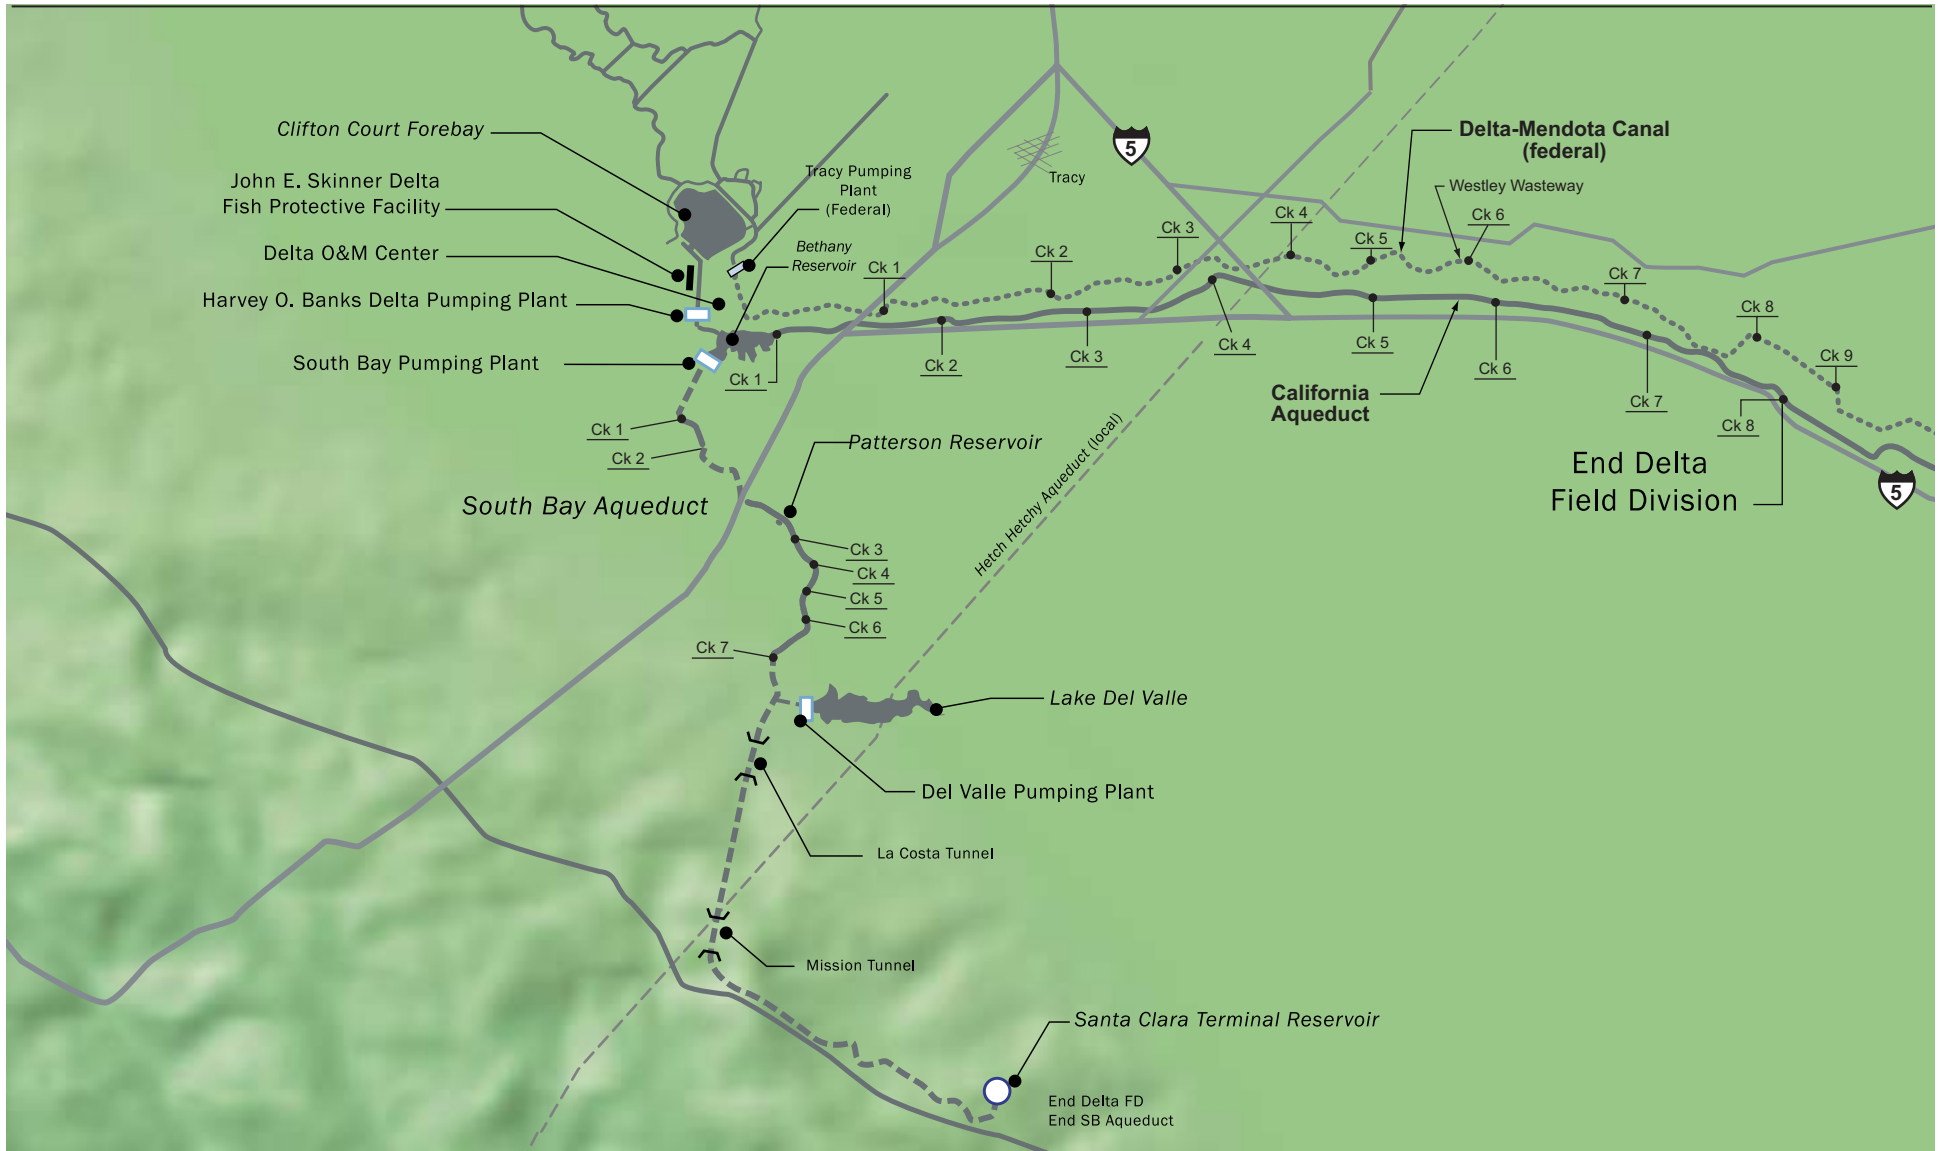 Clifton Court Forebay
John E. Skinner Delta
Fish Protective Facility
Delta O&M Center
Harvey O. Banks Delta Pumping Plant
South Bay Pumping Plant
Tracy Pumping
Plant
(Federal)
Bethany
Reservoir
Tracy
5
Delta-Mendota Canal
(federal)
Westley Wasteway
Ck 1
Ck 2
Ck 3
Ck 4
Ck 5
Ck 6
Ck 7
Ck 8
Ck 9
Ck 1
Ck 2
Ck 3
Ck 4
Ck 5
Ck 6
Ck 7
Ck 8
California
Aqueduct
End Delta
Field Division
5
Hetch Hetchy Aqueduct (local)
Ck 1
Ck 2
Patterson Reservoir
South Bay Aqueduct
Ck 3
Ck 4
Ck 5
Ck 6
Ck 7
Lake Del Valle
Del Valle Pumping Plant
La Costa Tunnel
Mission Tunnel
Santa Clara Terminal Reservoir
End Delta FD
End SB Aqueduct